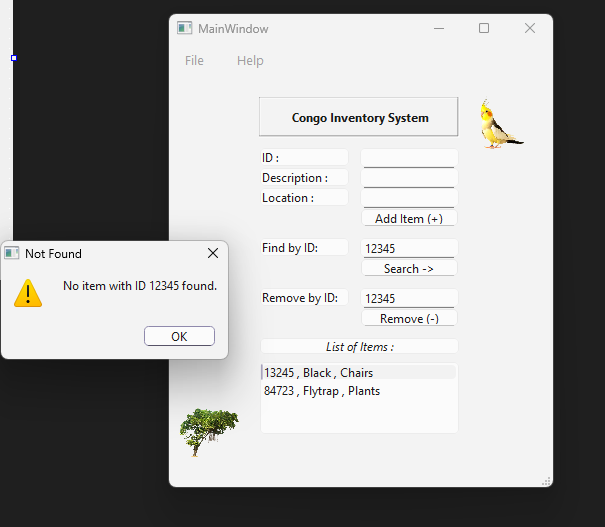 MainWindow
File Help
Congo Inventory System
ID :
Description :
Location :
Add Item (+)
Find by ID: 12345
Search ->
Remove by ID: 12345
Remove (-)
List of Items :
13245 , Black , Chairs
84723 , Flytrap , Plants
Not Found
No item with ID 12345 found.
OK